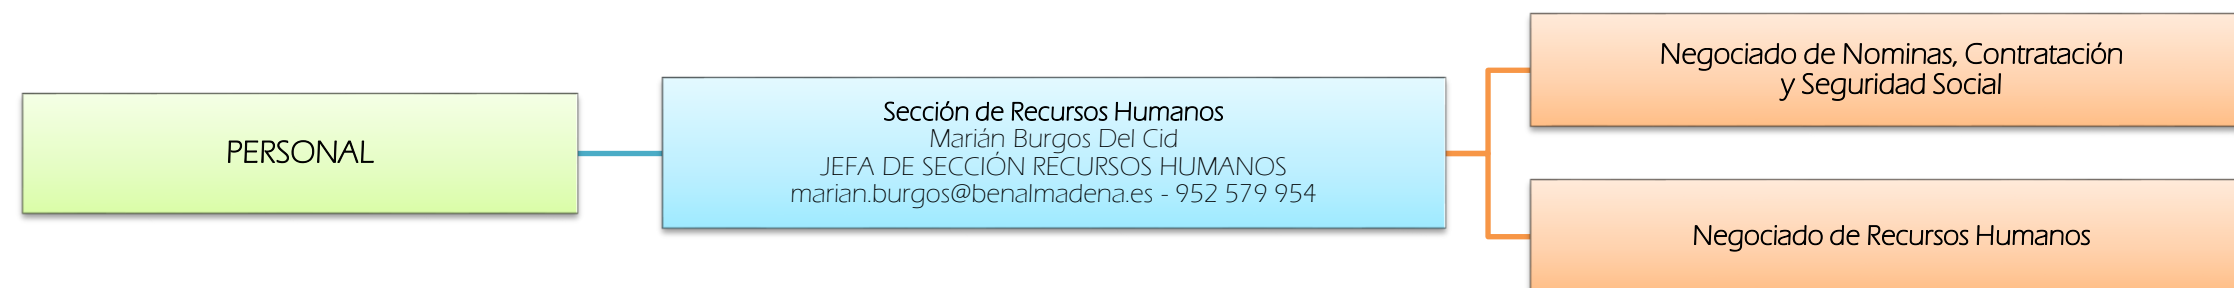 PERSONAL
Sección de Recursos Humanos
Marián Burgos Del Cid
JEFA DE SECCIÓN RECURSOS HUMANOS
marian.burgos@benalmadena.es - 952 579 954
Negociado de Nominas, Contratación
y Seguridad Social
Negociado de Recursos Humanos